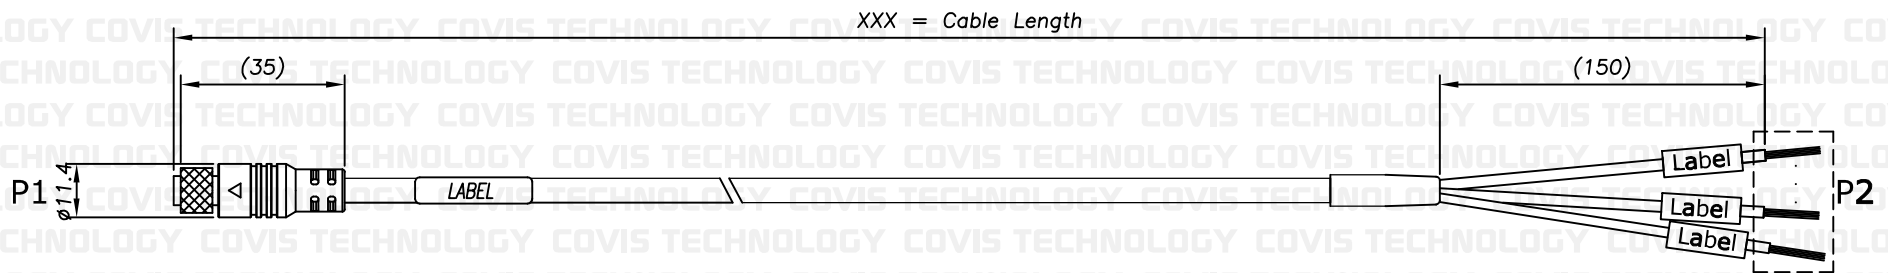 XXX = Cable Length
(35)
(150)
P1
ø11.4
LABEL
Label
Label
Label
P2
COVIS TECHNOLOGY